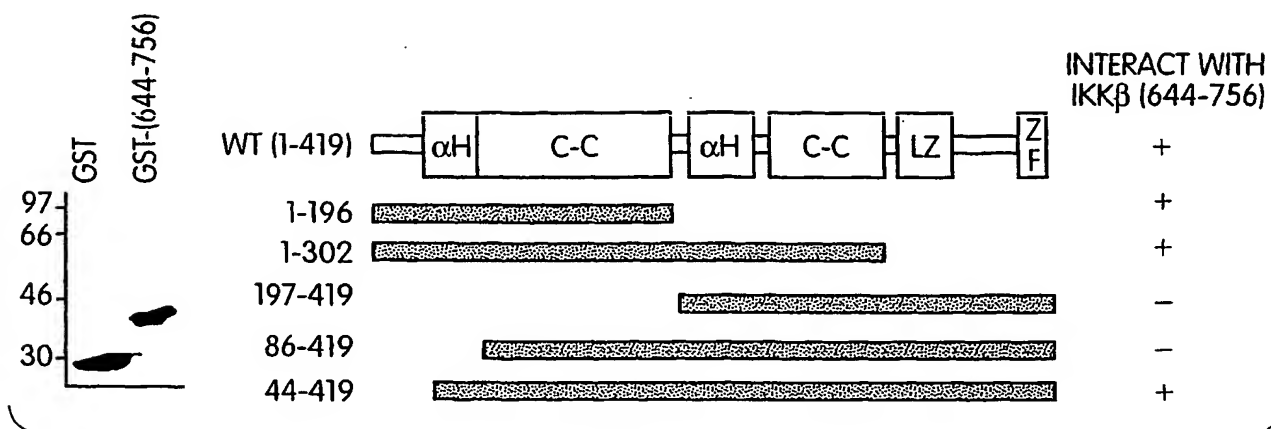 GST
GST-(644-756)
97
66
46
30
INTERACT WITH
IKKβ (644-756)
WT (1-419) αH C-C αH C-C LZ ZF +
1-196 +
1-302 +
197-419 −
86-419 −
44-419 +